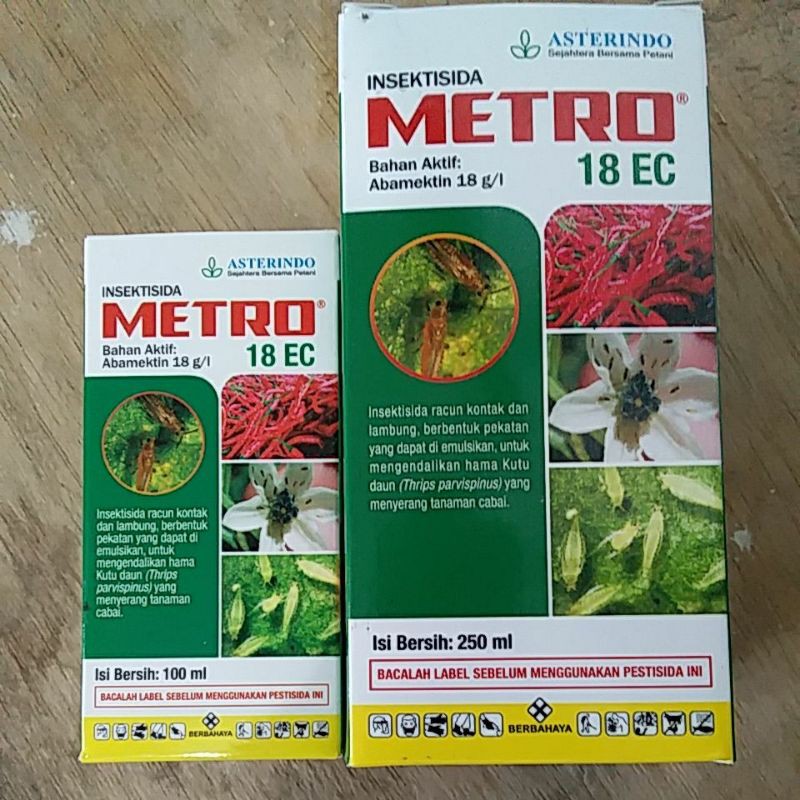 ASTERINDO
Sejahtera Bersama Petani
INSEKTISIDA
METRO®
Bahan Aktif:
Abamektin 18 g/l
18 EC
Insektisida racun kontak
dan lambung, berbentuk
pekatan yang dapat di
emulsikan, untuk
mengendalikan hama
Kutu daun (Thrips
parvispinus) yang
menyerang tanaman
cabai.
Isi Bersih: 100 ml
BACALAH LABEL SEBELUM MENGGUNAKAN PESTISIDA INI
BERBAHAYA
ASTERINDO
Sejahtera Bersama Petani
INSEKTISIDA
METRO®
Bahan Aktif:
Abamektin 18 g/l
18 EC
Insektisida racun kontak dan
lambung, berbentuk pekatan
yang dapat di emulsikan, untuk
mengendalikan hama Kutu
daun (Thrips parvispinus) yang
menyerang tanaman cabai.
Isi Bersih: 250 ml
BACALAH LABEL SEBELUM MENGGUNAKAN PESTISIDA INI
BERBAHAYA